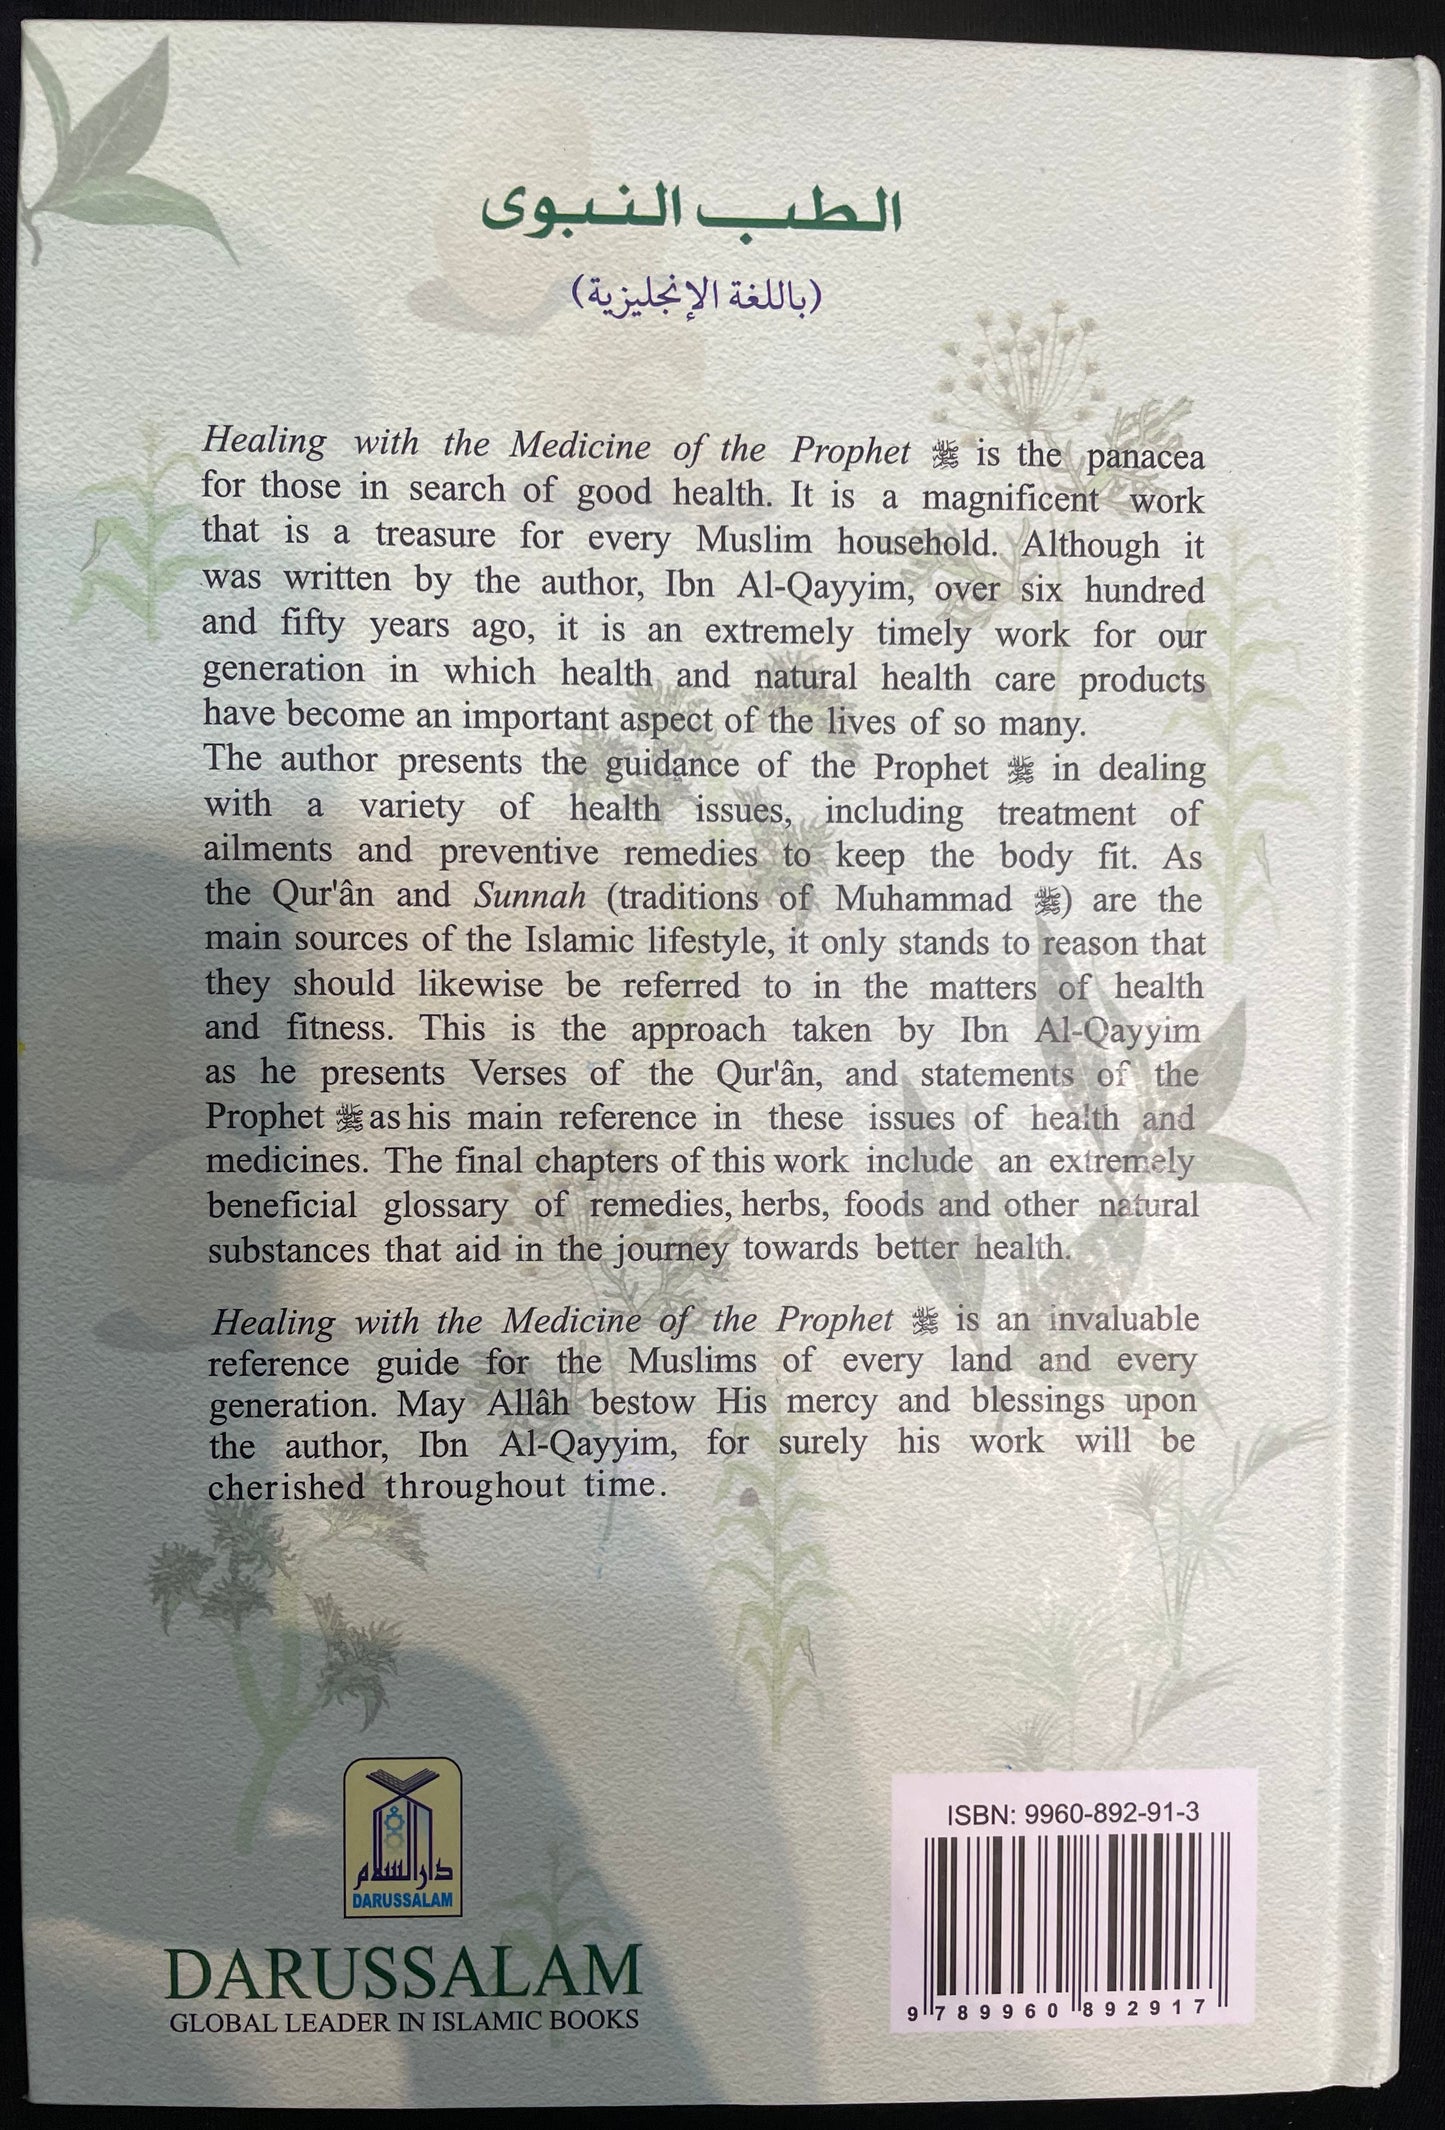 الطب النبوى
(باللغة الإنجليزية)
Healing with the Medicine of the Prophet ﷺ is the panacea
for those in search of good health. It is a magnificent work
that is a treasure for every Muslim household. Although it
was written by the author, Ibn Al-Qayyim, over six hundred
and fifty years ago, it is an extremely timely work for our
generation in which health and natural health care products
have become an important aspect of the lives of so many.
The author presents the guidance of the Prophet ﷺ in dealing
with a variety of health issues, including treatment of
ailments and preventive remedies to keep the body fit. As
the Qur'ân and Sunnah (traditions of Muhammad ﷺ) are the
main sources of the Islamic lifestyle, it only stands to reason that
they should likewise be referred to in the matters of health
and fitness. This is the approach taken by Ibn Al-Qayyim
as he presents Verses of the Qur'ân, and statements of the
Prophet ﷺ as his main reference in these issues of health and
medicines. The final chapters of this work include an extremely
beneficial glossary of remedies, herbs, foods and other natural
substances that aid in the journey towards better health.
Healing with the Medicine of the Prophet ﷺ is an invaluable
reference guide for the Muslims of every land and every
generation. May Allâh bestow His mercy and blessings upon
the author, Ibn Al-Qayyim, for surely his work will be
cherished throughout time.
دارالسلام
DARUSSALAM
DARUSSALAM
GLOBAL LEADER IN ISLAMIC BOOKS
ISBN: 9960-892-91-3
9 789960 892917